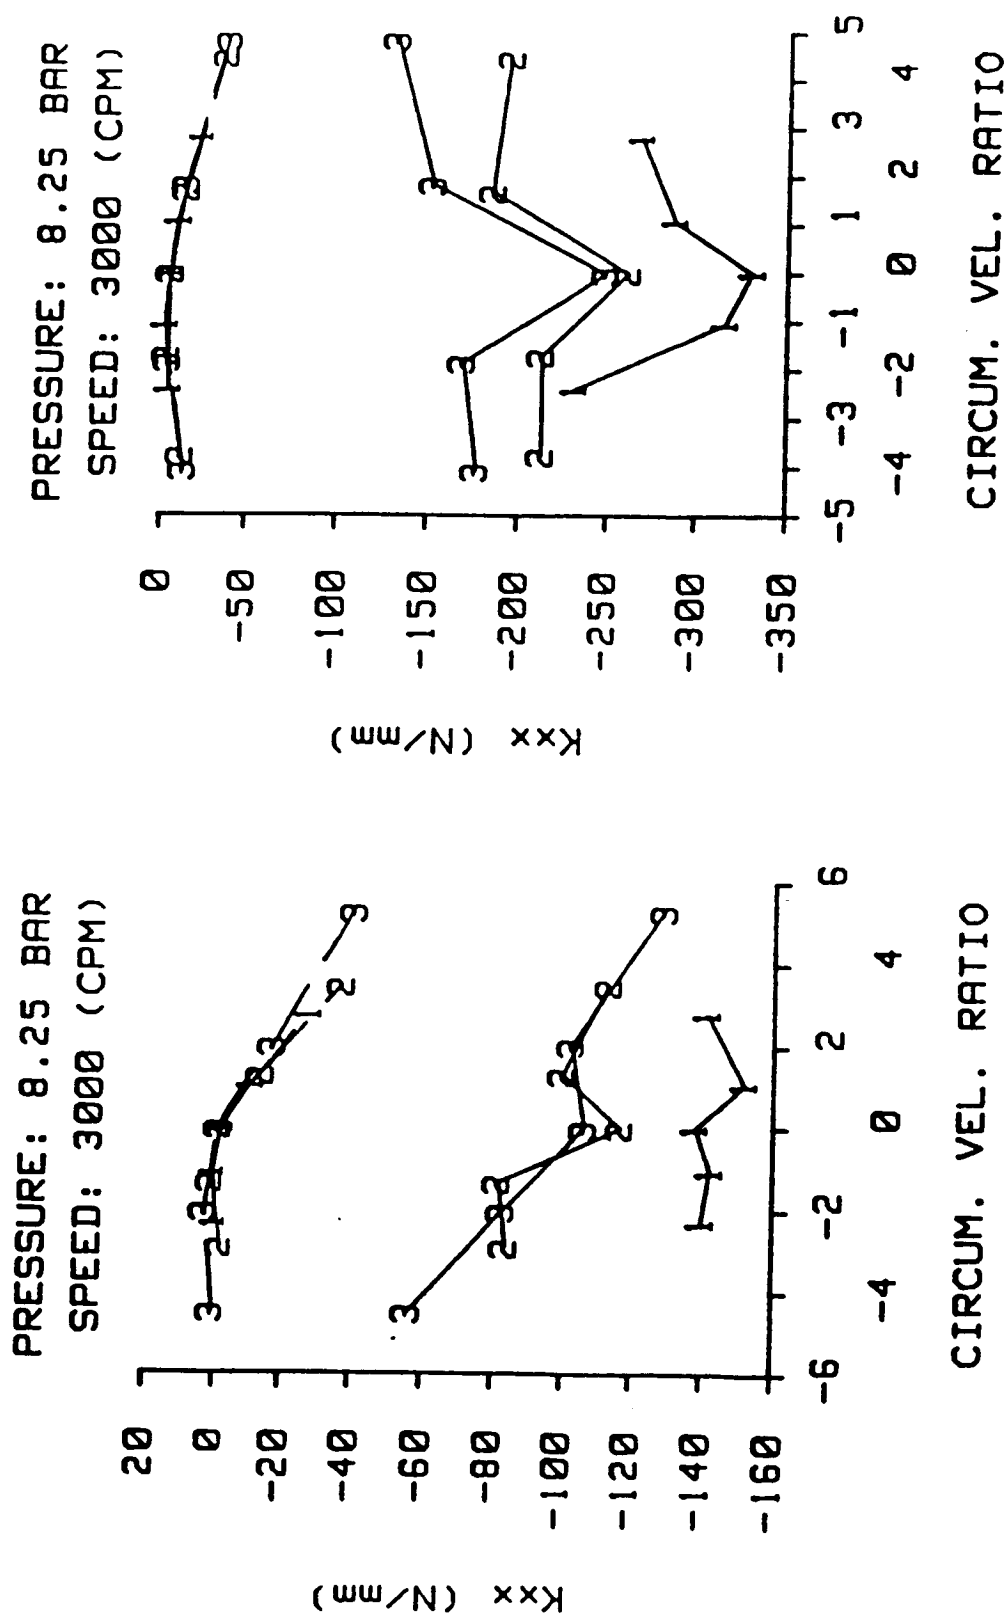 PRESSURE: 8.25 BAR
SPEED: 3000 (CPM)
Kxx (N/mm)
20
0
-20
-40
-60
-80
-100
-120
-140
-160
-6 -2 2 6
-4 0 4
CIRCUM. VEL. RATIO
PRESSURE: 8.25 BAR
SPEED: 3000 (CPM)
Kxx (N/mm)
0
-50
-100
-150
-200
-250
-300
-350
-5 -3 -1 1 3 5
-4 -2 0 2 4
CIRCUM. VEL. RATIO